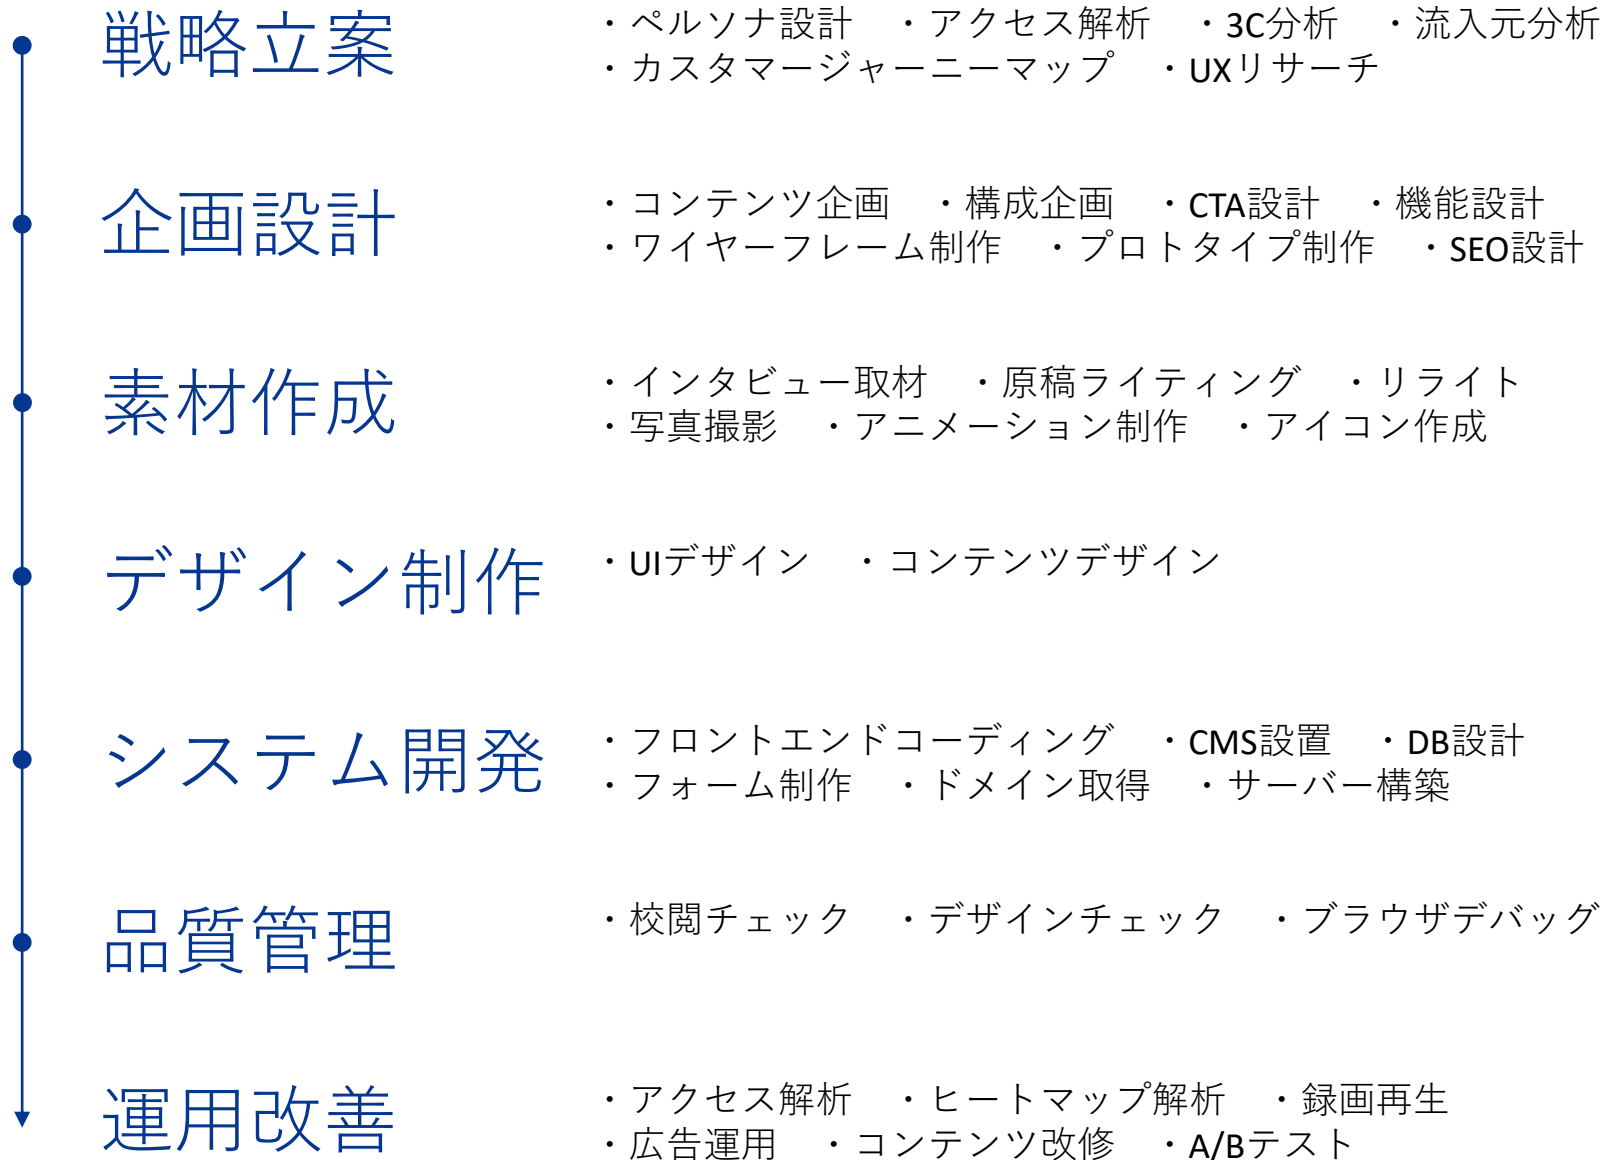 戦略立案
・ペルソナ設計　・アクセス解析　・3C分析　・流入元分析
・カスタマージャーニーマップ　・UXリサーチ
企画設計
・コンテンツ企画　・構成企画　・CTA設計　・機能設計
・ワイヤーフレーム制作　・プロトタイプ制作　・SEO設計
素材作成
・インタビュー取材　・原稿ライティング　・リライト
・写真撮影　・アニメーション制作　・アイコン作成
デザイン制作
・UIデザイン　・コンテンツデザイン
システム開発
・フロントエンドコーディング　・CMS設置　・DB設計
・フォーム制作　・ドメイン取得　・サーバー構築
品質管理
・校閲チェック　・デザインチェック　・ブラウザデバッグ
運用改善
・アクセス解析　・ヒートマップ解析　・録画再生
・広告運用　・コンテンツ改修　・A/Bテスト